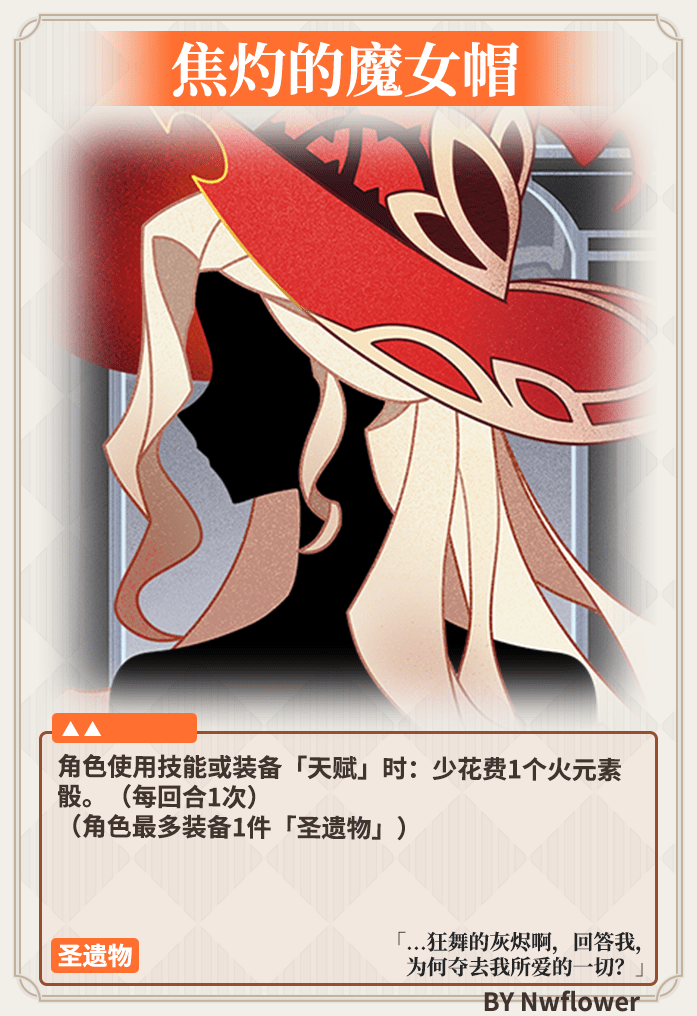 焦灼的魔女帽
角色使用技能或装备「天赋」时：少花费1个火元素
骰。（每回合1次）
（角色最多装备1件「圣遗物」）
「…狂舞的灰烬啊，回答我，
圣遗物
为何夺去我所爱的一切？」
BY Nwflower